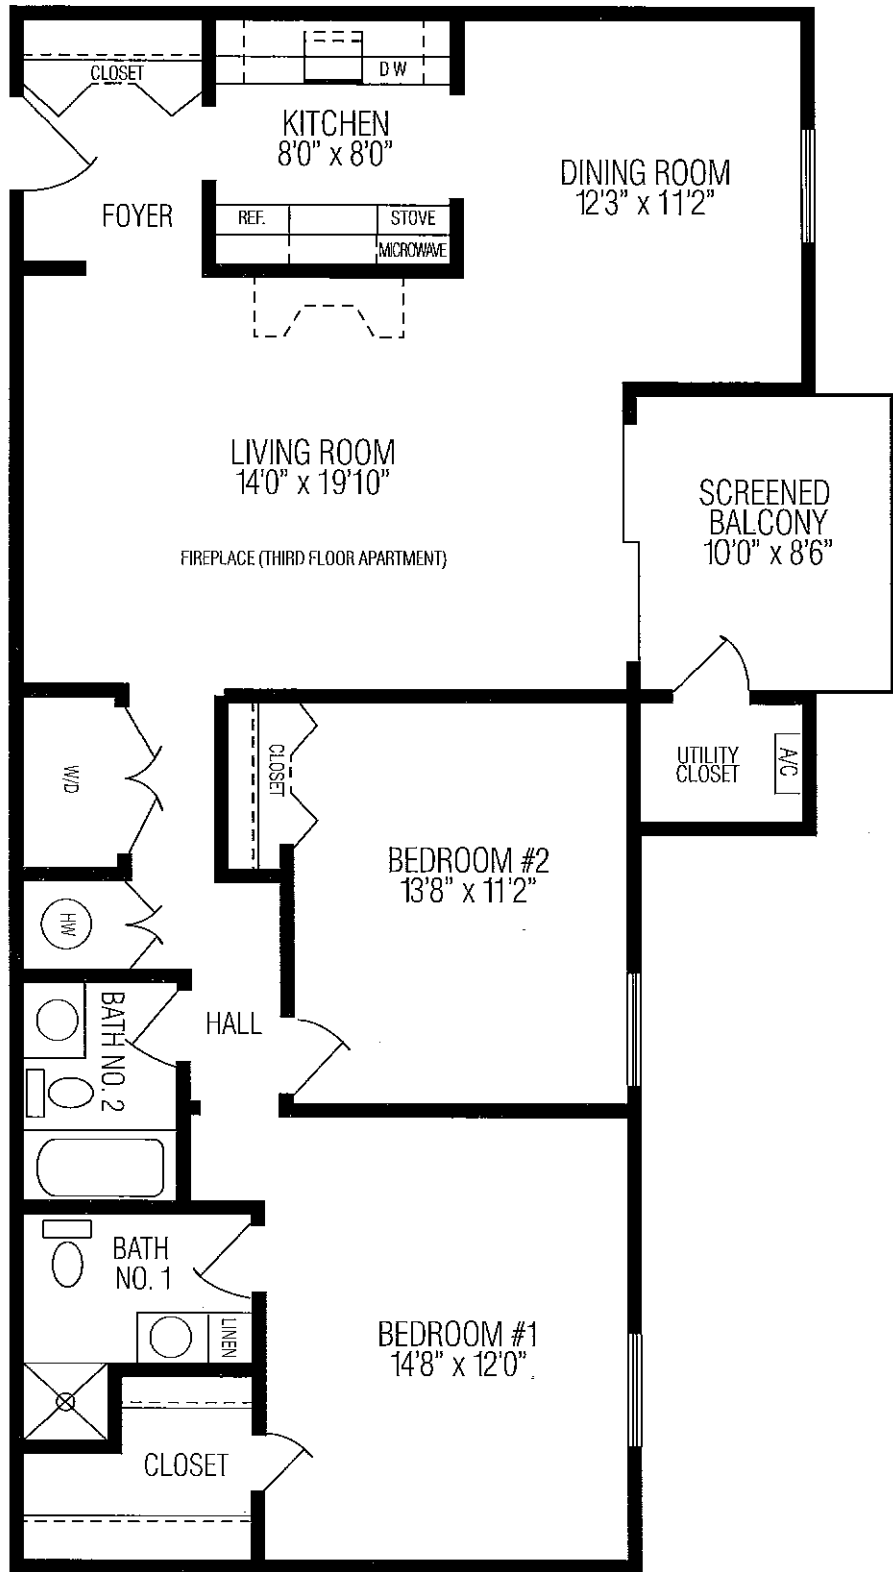 CLOSET
D W
KITCHEN
8'0" x 8'0"
DINING ROOM
12'3" x 11'2"
FOYER
REF.
STOVE
MICROWAVE
LIVING ROOM
14'0" x 19'10"
FIREPLACE (THIRD FLOOR APARTMENT)
SCREENED
BALCONY
10'0" x 8'6"
W/D
CLOSET
UTILITY
CLOSET
A/C
BEDROOM #2
13'8" x 11'2"
HW
BATH NO. 2
HALL
BATH
NO. 1
LINEN
BEDROOM #1
14'8" x 12'0"
CLOSET